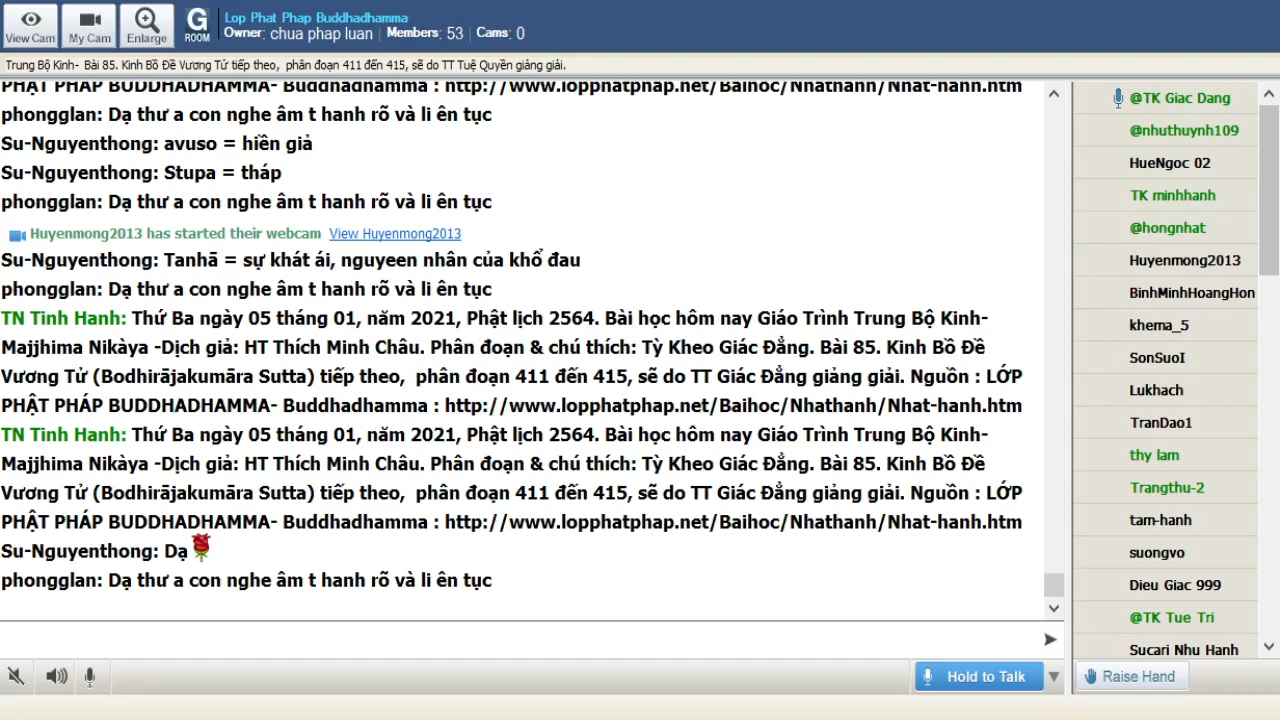 View Cam
My Cam
Enlarge
G
ROOM
Lop Phat Phap Buddhadhamma
Owner: chua phap luan Members: 53 Cams: 0
Trung Bộ Kinh- Bài 85. Kinh Bồ Đề Vương Tử tiếp theo, phân đoạn 411 đến 415, sẽ do TT Tuệ Quyền giảng giải.
PHẬT PHÁP BUDDHADHAMMA- Buddhadhamma : http://www.lopphatphap.net/Baihoc/Nhathanh/Nhat-hanh.htm
phongglan: Dạ thư a con nghe âm t hanh rõ và li ên tục
Su-Nguyenthong: avuso = hiền giả
Su-Nguyenthong: Stupa = tháp
phongglan: Dạ thư a con nghe âm t hanh rõ và li ên tục
Huyenmong2013 has started their webcam View Huyenmong2013
Su-Nguyenthong: Tanhā = sự khát ái, nguyeen nhân của khổ đau
phongglan: Dạ thư a con nghe âm t hanh rõ và li ên tục
TN Tinh Hanh: Thứ Ba ngày 05 tháng 01, năm 2021, Phật lịch 2564. Bài học hôm nay Giáo Trình Trung Bộ Kinh-
Majjhima Nikàya -Dịch giả: HT Thích Minh Châu. Phân đoạn & chú thích: Tỳ Kheo Giác Đẳng. Bài 85. Kinh Bồ Đề
Vương Tử (Bodhirājakumāra Sutta) tiếp theo, phân đoạn 411 đến 415, sẽ do TT Giác Đẳng giảng giải. Nguồn : LỚP
PHẬT PHÁP BUDDHADHAMMA- Buddhadhamma : http://www.lopphatphap.net/Baihoc/Nhathanh/Nhat-hanh.htm
TN Tinh Hanh: Thứ Ba ngày 05 tháng 01, năm 2021, Phật lịch 2564. Bài học hôm nay Giáo Trình Trung Bộ Kinh-
Majjhima Nikàya -Dịch giả: HT Thích Minh Châu. Phân đoạn & chú thích: Tỳ Kheo Giác Đẳng. Bài 85. Kinh Bồ Đề
Vương Tử (Bodhirājakumāra Sutta) tiếp theo, phân đoạn 411 đến 415, sẽ do TT Giác Đẳng giảng giải. Nguồn : LỚP
PHẬT PHÁP BUDDHADHAMMA- Buddhadhamma : http://www.lopphatphap.net/Baihoc/Nhathanh/Nhat-hanh.htm
Su-Nguyenthong: Dạ
phongglan: Dạ thư a con nghe âm t hanh rõ và li ên tục
@TK Giac Dang
@nhuthuynh109
HueNgoc 02
TK minhhanh
@hongnhat
Huyenmong2013
BinhMinhHoangHon
khema_5
SonSuoI
Lukhach
TranDao1
thy lam
Trangthu-2
tam-hanh
suongvo
Dieu Giac 999
@TK Tue Tri
Sucari Nhu Hanh
Hold to Talk
Raise Hand